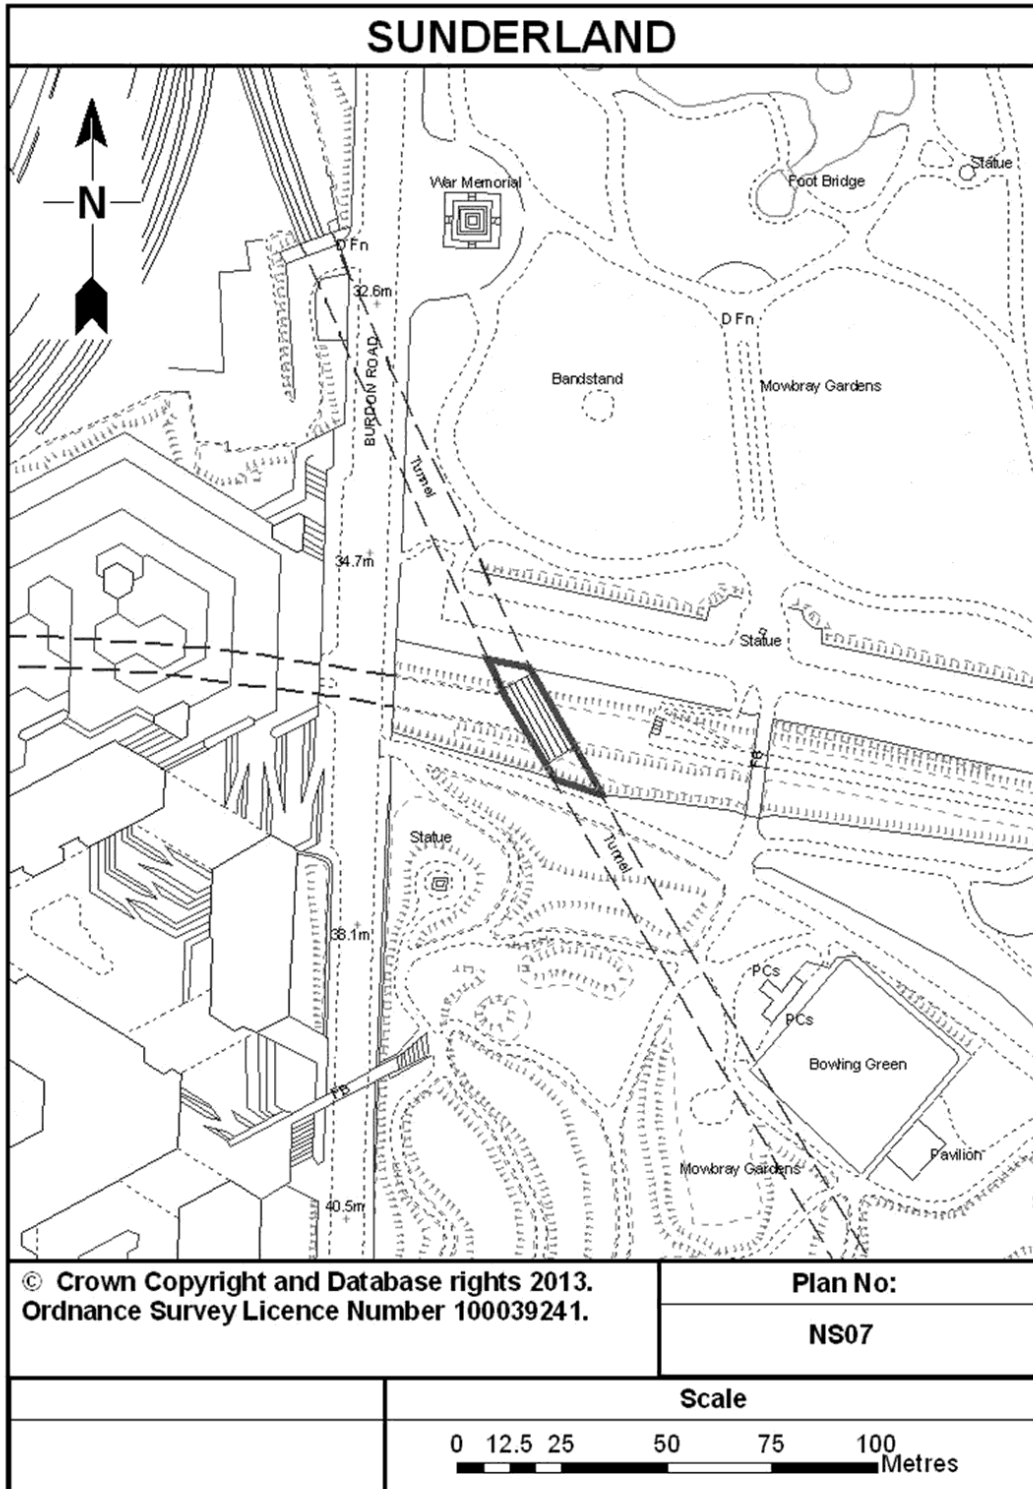 SUNDERLAND
N
War Memorial
Foot Bridge
Statue
D Fn
32.6m
BURDON ROAD
D Fn
Bandstand
Mowbray Gardens
Tunnel
34.7m
Statue
FB
Statue
Tunnel
38.1m
PCs
PCs
Bowling Green
FB
Pavilion
Mowbray Gardens
40.5m
© Crown Copyright and Database rights 2013.
Ordnance Survey Licence Number 100039241.
Plan No:
NS07
Scale
0 12.5 25 50 75 100
Metres